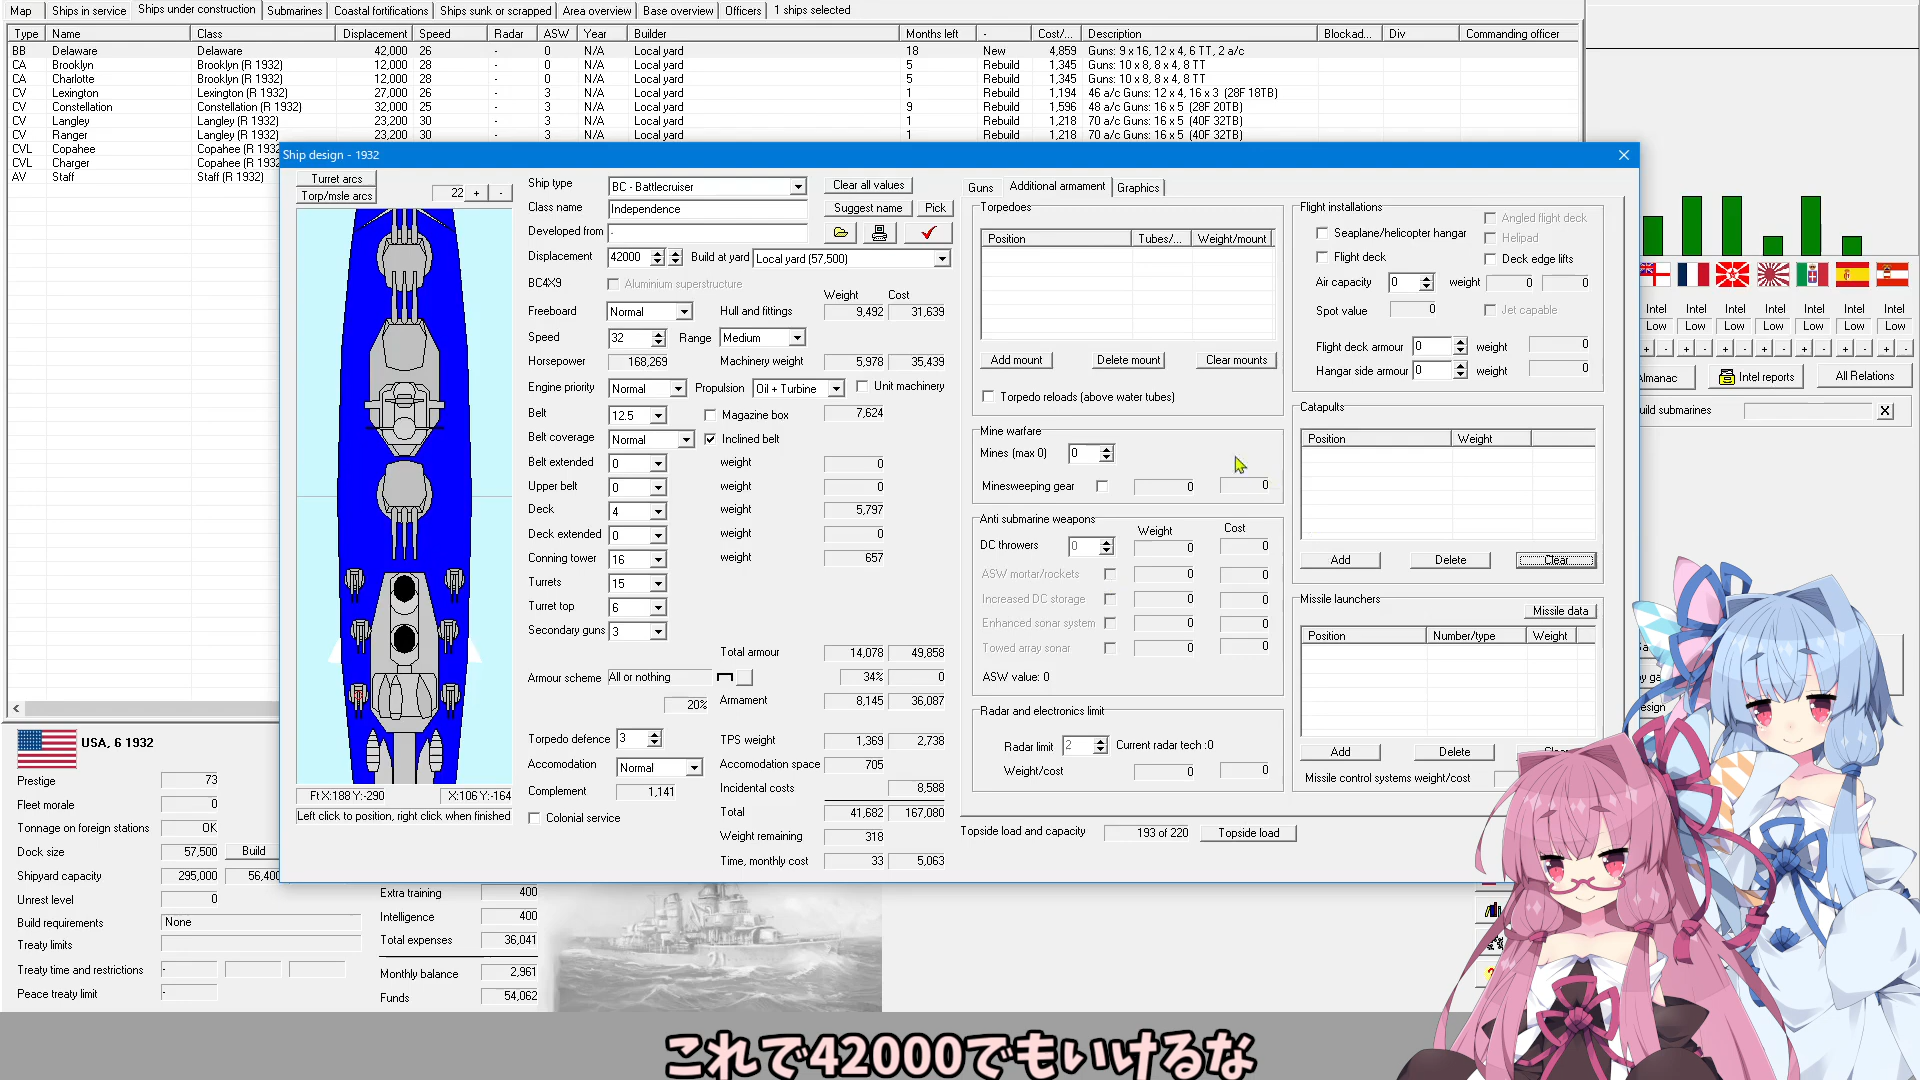 Map Ships in service Ships under construction Submarines Coastal fortifications Ships sunk or scrapped Area overview Base overview Officers 1 ships selected
Type Name Class Displacement Speed Radar ASW Year Builder Months left - Cost/... Description Blockad... Div Commanding officer
BB Delaware Delaware 42,000 26 - 0 N/A Local yard 18 New 4,859 Guns: 9 x 16, 12 x 4, 6 TT, 2 a/c
CA Brooklyn Brooklyn (R 1932) 12,000 28 - 0 N/A Local yard 5 Rebuild 1,345 Guns: 10 x 8, 8 x 4, 8 TT
CA Charlotte Brooklyn (R 1932) 12,000 28 - 0 N/A Local yard 5 Rebuild 1,345 Guns: 10 x 8, 8 x 4, 8 TT
CV Lexington Lexington (R 1932) 27,000 26 - 3 N/A Local yard 1 Rebuild 1,194 46 a/c Guns: 12 x 4, 16 x 3 (28F 18TB)
CV Constellation Constellation (R 1932) 32,000 25 - 3 N/A Local yard 9 Rebuild 1,596 48 a/c Guns: 16 x 5 (28F 20TB)
CV Langley Langley (R 1932) 23,200 30 - 3 N/A Local yard 1 Rebuild 1,218 70 a/c Guns: 16 x 5 (40F 32TB)
CV Ranger Langley (R 1932) 23,200 30 - 3 N/A Local yard 1 Rebuild 1,218 70 a/c Guns: 16 x 5 (40F 32TB)
CVL Copahee Copahee (R 1932
CVL Charger Copahee (R 1932
AV Staff Staff (R 1932)
Ship design - 1932
Turret arcs
Torp/msle arcs
22 + -
Ft X:188 Y:-290 X:106 Y:-164
Left click to position, right click when finished
Ship type BC - Battlecruiser Clear all values
Class name Independence Suggest name Pick
Developed from -
Displacement 42000 Build at yard Local yard (57,500)
BC4X9 Aluminium superstructure
Weight Cost
Freeboard Normal Hull and fittings 9,492 31,639
Speed 32 Range Medium
Horsepower 168,269 Machinery weight 5,978 35,439
Engine priority Normal Propulsion Oil + Turbine Unit machinery
Belt 12.5 Magazine box 7,624
Belt coverage Normal Inclined belt
Belt extended 0 weight 0
Upper belt 0 weight 0
Deck 4 weight 5,797
Deck extended 0 weight 0
Conning tower 16 weight 657
Turrets 15
Turret top 6
Secondary guns 3
Total armour 14,078 49,858
Armour scheme All or nothing 34% 0
20% Armament 8,145 36,087
Torpedo defence 3 TPS weight 1,369 2,738
Accomodation Normal Accomodation space 705
Complement 1,141 Incidental costs 8,588
Colonial service Total 41,682 167,080
Weight remaining 318
Time, monthly cost 33 5,063
Guns Additional armament Graphics
Torpedoes
Position Tubes/... Weight/mount
Add mount Delete mount Clear mounts
Torpedo reloads (above water tubes)
Mine warfare
Mines (max 0) 0
Minesweeping gear 0 0
Anti submarine weapons Weight Cost
DC throwers 0 0 0
ASW mortar/rockets 0 0
Increased DC storage 0 0
Enhanced sonar system 0 0
Towed array sonar 0 0
ASW value: 0
Radar and electronics limit
Radar limit 2 Current radar tech :0
Weight/cost 0 0
Topside load and capacity 193 of 220 Topside load
Flight installations
Angled flight deck
Seaplane/helicopter hangar Helipad
Flight deck Deck edge lifts
Air capacity 0 weight 0 0
Spot value 0 Jet capable
Flight deck armour 0 weight 0
Hangar side armour 0 weight 0
Catapults
Position Weight
Add Delete Clear
Missile launchers
Missile data
Position Number/type Weight
Add Delete
Missile control systems weight/cost
Intel Intel Intel Intel Intel Intel Intel
Low Low Low Low Low Low Low
+ - + - + - + - + - + - + -
Almanac Intel reports All Relations
uild submarines X
USA, 6 1932
Prestige 73
Fleet morale 0
Tonnage on foreign stations OK
Dock size 57,500 Build
Shipyard capacity 295,000 56,400
Unrest level 0
Build requirements None
Treaty limits
Treaty time and restrictions -
Peace treaty limit -
Extra training 400
Intelligence 400
Total expenses 36,041
Monthly balance 2,961
Funds 54,062
これで42000でもいけるな